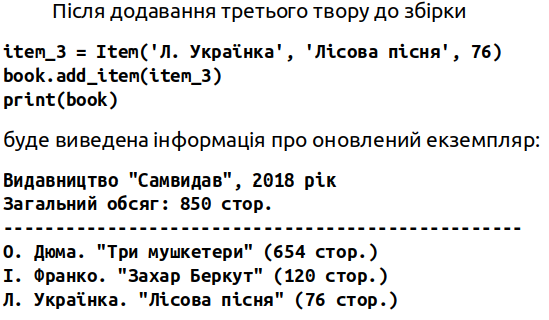 Після додавання третього твору до збірки
item_3 = Item('Л. Українка', 'Лісова пісня', 76)
book.add_item(item_3)
print(book)
буде виведена інформація про оновлений екземпляр:
Видавництво "Самвидав", 2018 рік
Загальний обсяг: 850 стор.
--------------------------------------------------
О. Дюма. "Три мушкетери" (654 стор.)
І. Франко. "Захар Беркут" (120 стор.)
Л. Українка. "Лісова пісня" (76 стор.)